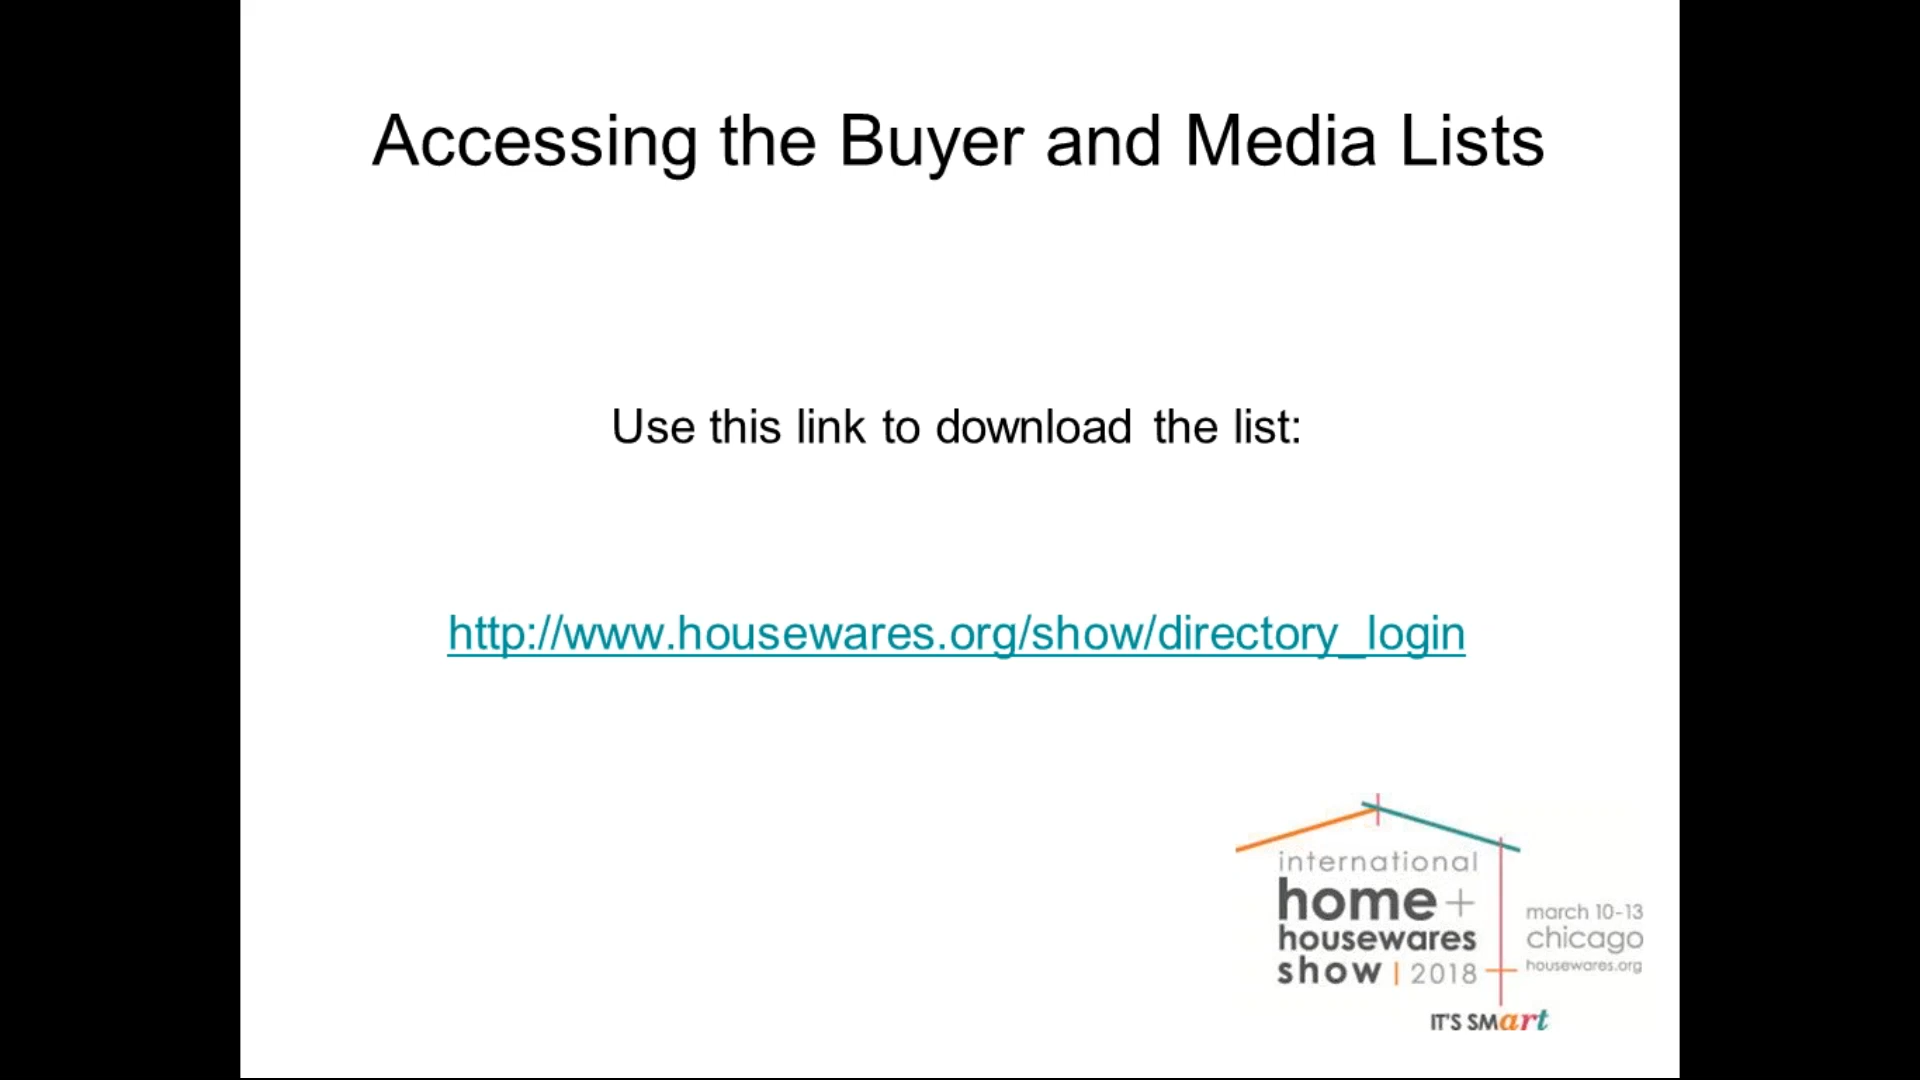 Accessing the Buyer and Media Lists
Use this link to download the list:
http://www.housewares.org/show/directory_login
international
home+
housewares
show | 2018
march 10-13
chicago
housewares.org
IT'S SMart